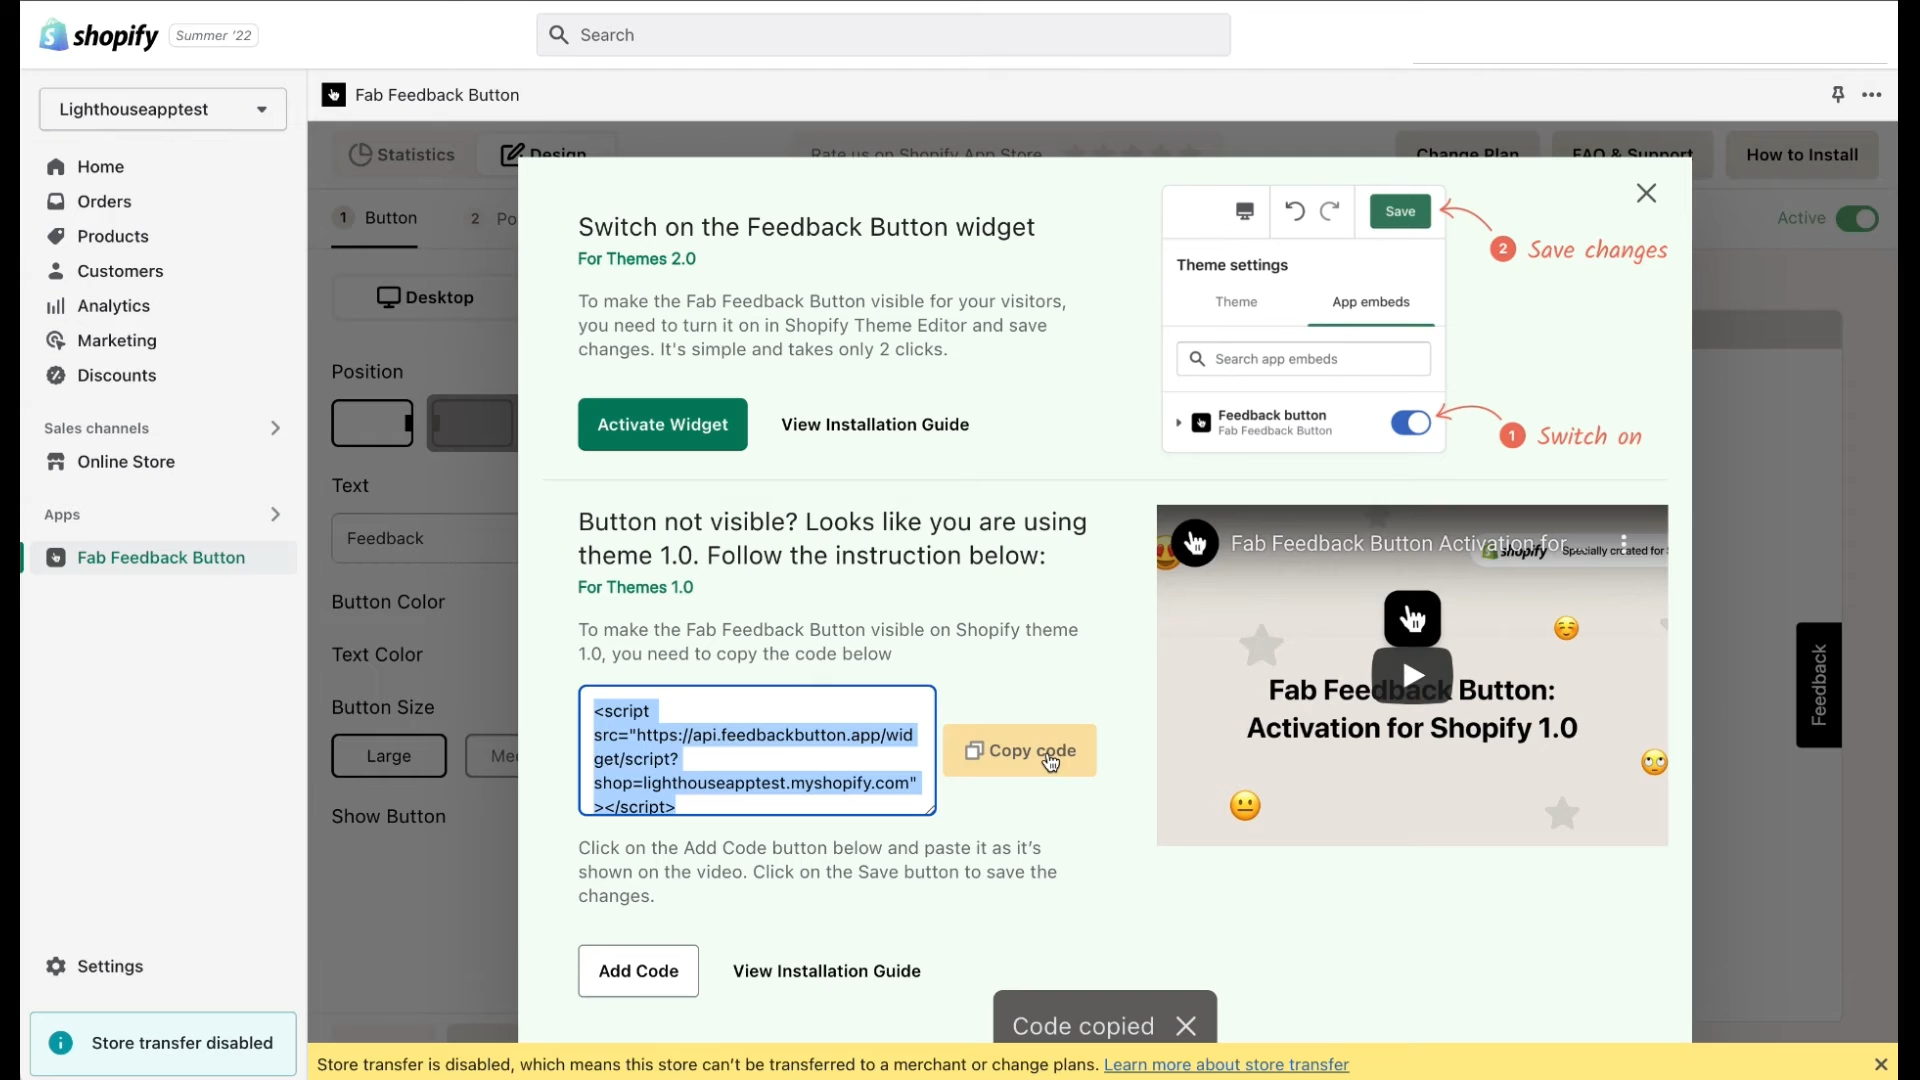 shopify
Summer '22
Search
Lighthouseapptest
Home
Orders
Products
Customers
Analytics
Marketing
Discounts
Sales channels
Online Store
Apps
Fab Feedback Button
Settings
Store transfer disabled
Fab Feedback Button
Statistics
Design
Rate us on Shopify App Store
Change Plan
FAQ & Support
How to Install
1 Button
2 Po
Active
Desktop
Position
Text
Feedback
Button Color
Text Color
Button Size
Large
Show Button
Switch on the Feedback Button widget
For Themes 2.0
To make the Fab Feedback Button visible for your visitors,
you need to turn it on in Shopify Theme Editor and save
changes. It's simple and takes only 2 clicks.
Activate Widget
View Installation Guide
Save
2 Save changes
Theme settings
Theme
App embeds
Search app embeds
Feedback button
Fab Feedback Button
1 Switch on
Button not visible? Looks like you are using
theme 1.0. Follow the instruction below:
For Themes 1.0
To make the Fab Feedback Button visible on Shopify theme
1.0, you need to copy the code below
<script
src="https://api.feedbackbutton.app/wid
get/script?
shop=lighthouseapptest.myshopify.com"
></script>
Copy code
Click on the Add Code button below and paste it as it's
shown on the video. Click on the Save button to save the
changes.
Add Code
View Installation Guide
Fab Feedback Button Activation for ...
shopify
Specially created for
Fab Feedback Button:
Activation for Shopify 1.0
Feedback
Code copied
Store transfer is disabled, which means this store can't be transferred to a merchant or change plans. Learn more about store transfer